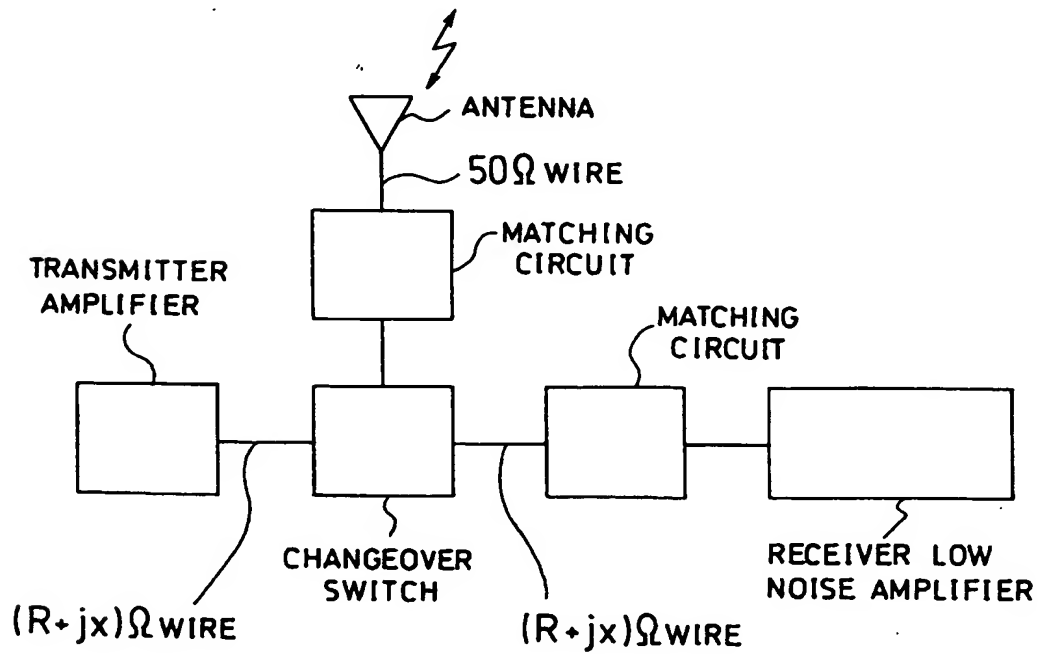 ANTENNA
50Ω WIRE
MATCHING
CIRCUIT
TRANSMITTER
AMPLIFIER
MATCHING
CIRCUIT
CHANGEOVER
SWITCH
RECEIVER LOW
NOISE AMPLIFIER
(R+jx)Ω WIRE
(R+jx)Ω WIRE